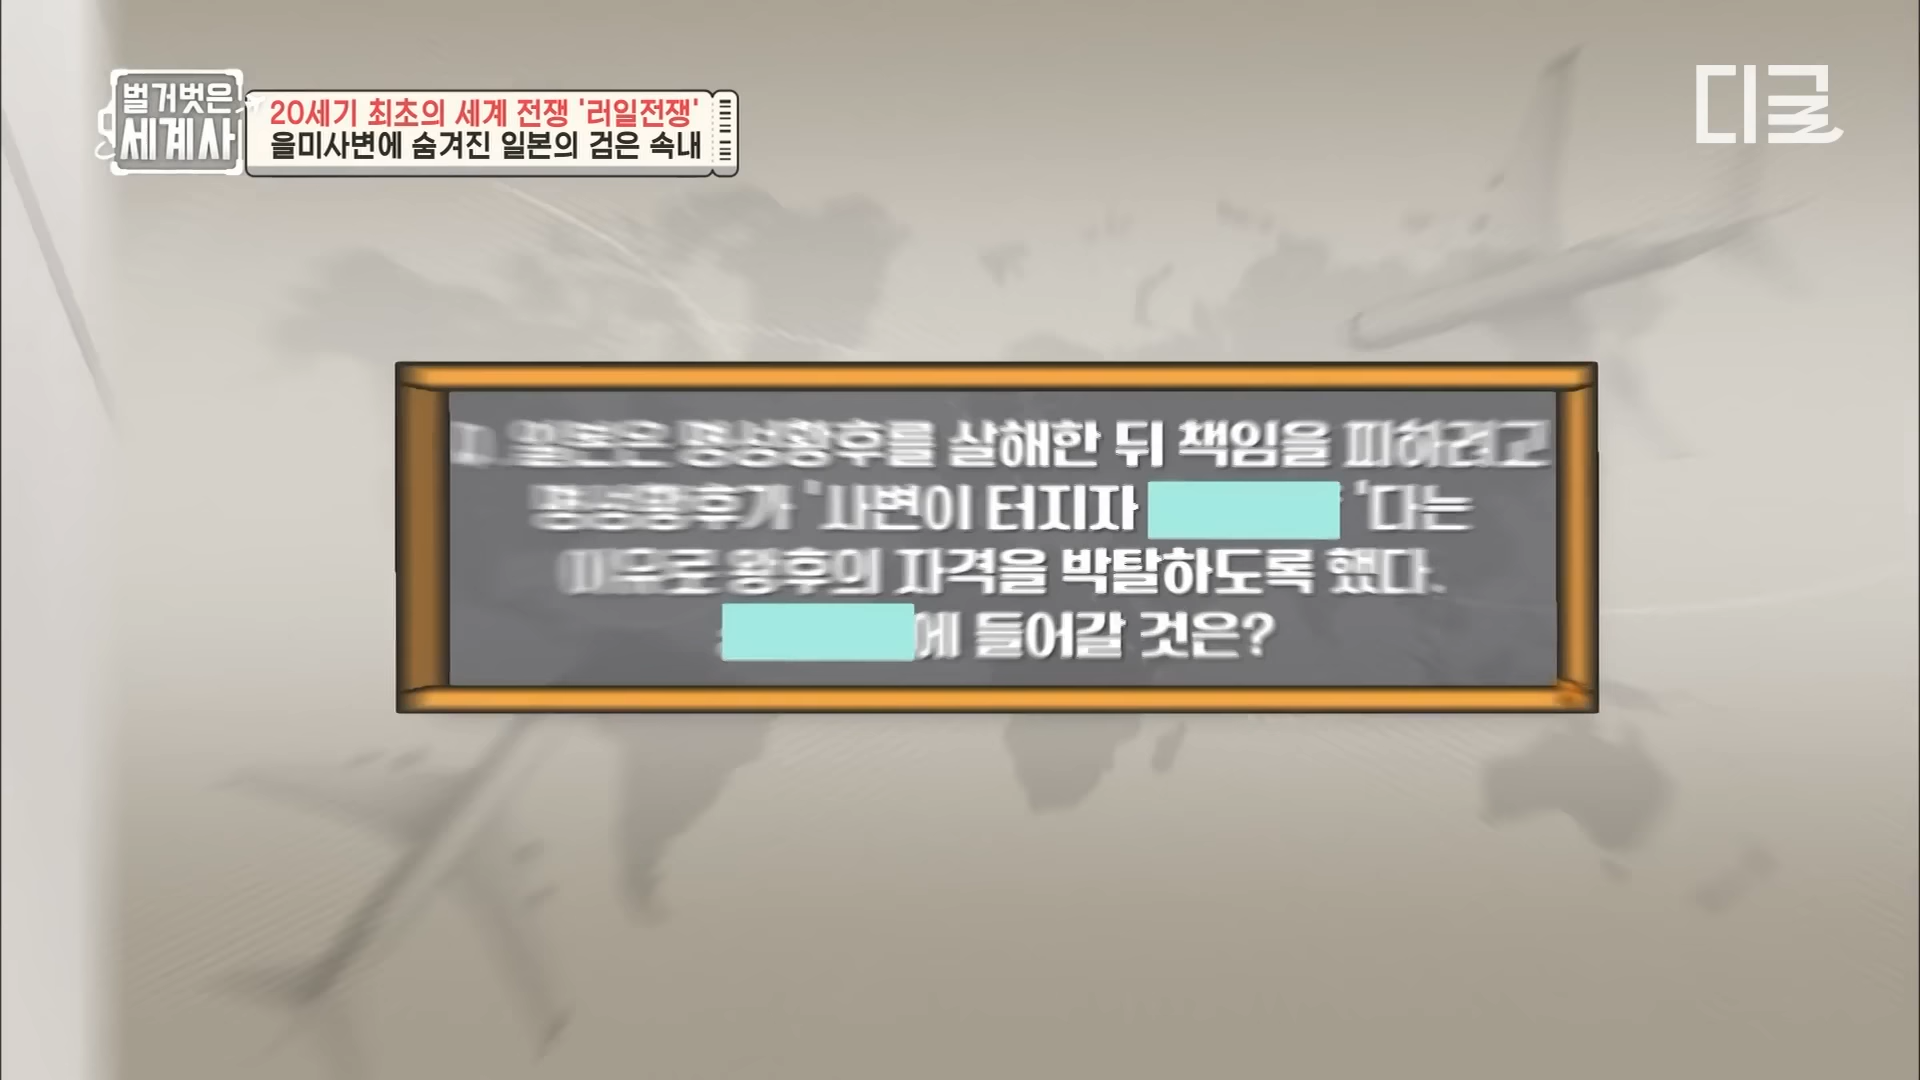 벌거벗은
세계사
20세기 최초의 세계 전쟁 '러일전쟁'
을미사변에 숨겨진 일본의 검은 속내
디글
일본은 명성황후를 살해한 뒤 책임을 피하려고
명성황후가 '사변이 터지자 '다는
이유로 왕후의 자격을 박탈하도록 했다.
에 들어갈 것은?